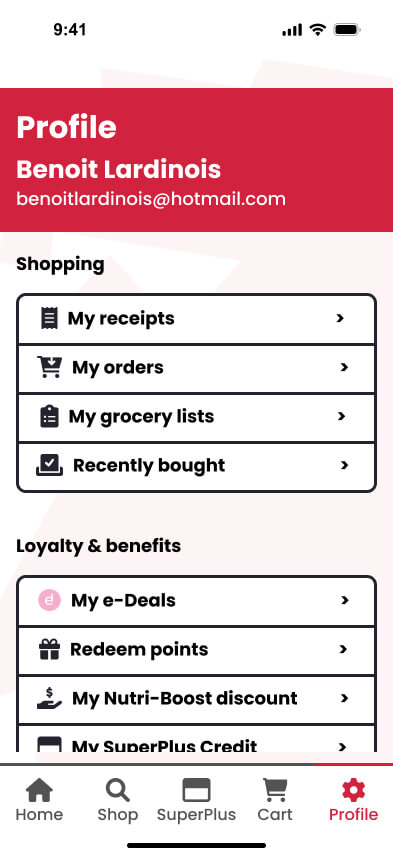 9:41
Profile
Benoit Lardinois
benoitlardinois@hotmail.com
Shopping
My receipts >
My orders >
My grocery lists >
Recently bought >
Loyalty & benefits
My e-Deals >
Redeem points >
My Nutri-Boost discount >
My SuperPlus Credit >
Home Shop SuperPlus Cart Profile